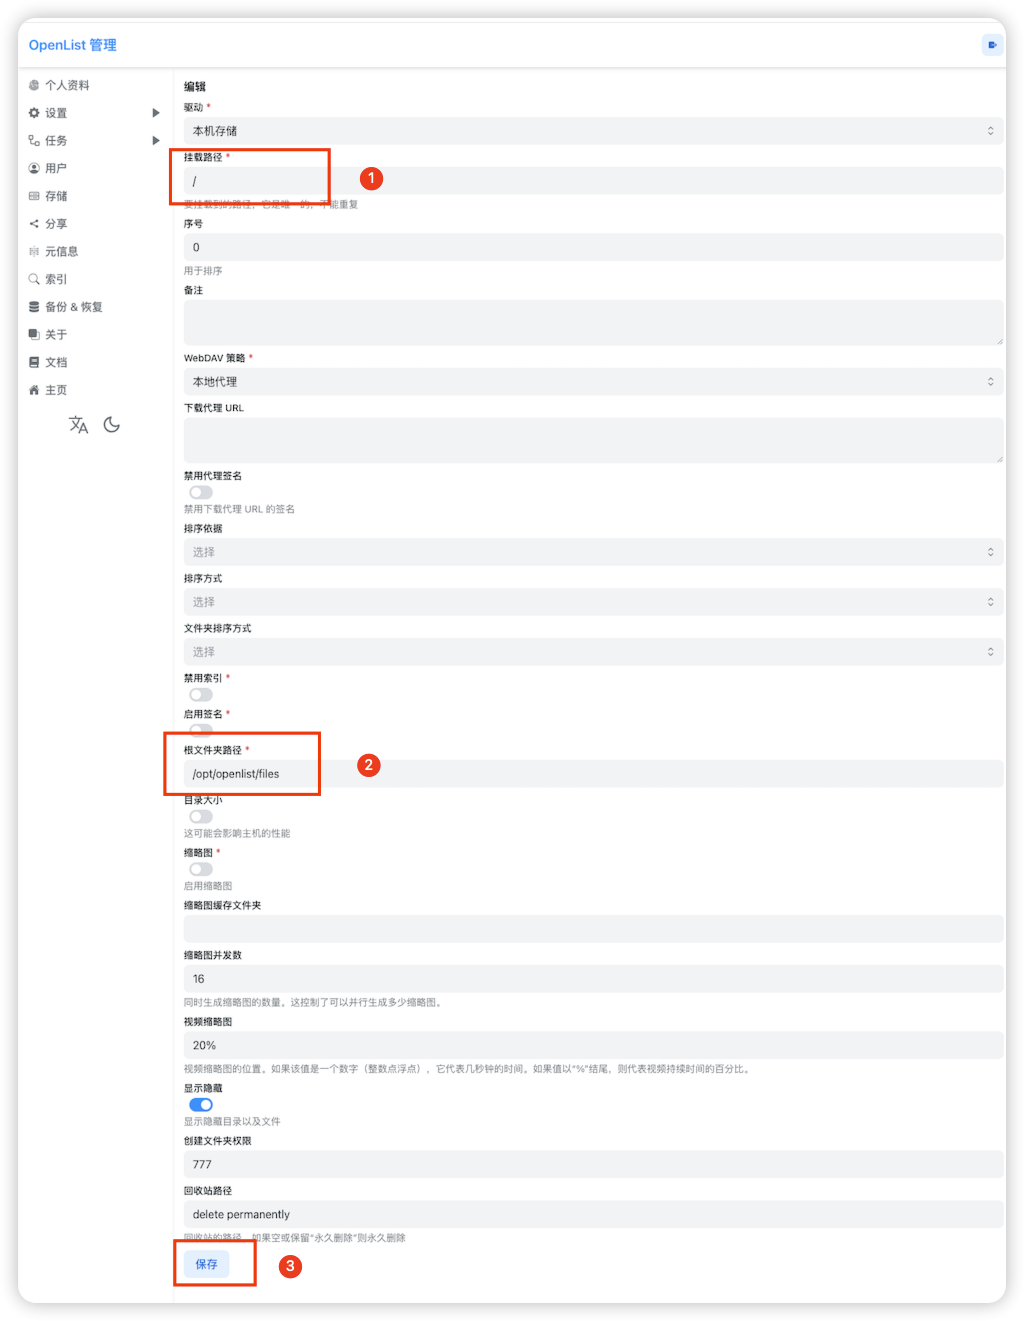 OpenList 管理
个人资料
设置
任务
用户
存储
分享
元信息
索引
备份 & 恢复
关于
文档
主页
编辑
驱动 *
本机存储
挂载路径 *
/
1
要挂载到的路径，它是唯一的，不能重复
序号
0
用于排序
备注
WebDAV 策略 *
本地代理
下载代理 URL
禁用代理签名
禁用下载代理 URL 的签名
排序依据
选择
排序方式
选择
文件夹排序方式
选择
禁用索引 *
启用签名 *
根文件夹路径 *
/opt/openlist/files
2
目录大小
这可能会影响主机的性能
缩略图 *
启用缩略图
缩略图缓存文件夹
缩略图并发数
16
同时生成缩略图的数量。这控制了可以并行生成多少缩略图。
视频缩略图
20%
视频缩略图的位置。如果该值是一个数字（整数点浮点），它代表几秒钟的时间。如果值以“%”结尾，则代表视频持续时间的百分比。
显示隐藏
显示隐藏目录以及文件
创建文件夹权限
777
回收站路径
delete permanently
回收站的路径，如果空或保留“永久删除”则永久删除
保存
3